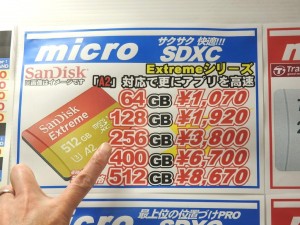 micro
サクサク快適!!!
SDXC
SanDisk
Extremeシリーズ
「A2」対応で更にアプリを高速
SanDisk
Extreme
512GB
A2
64GB ¥1,070
128GB ¥1,920
256GB ¥3,800
400GB ¥6,700
512GB ¥8,670
最上位の位置づけPRO
micro
SDXC